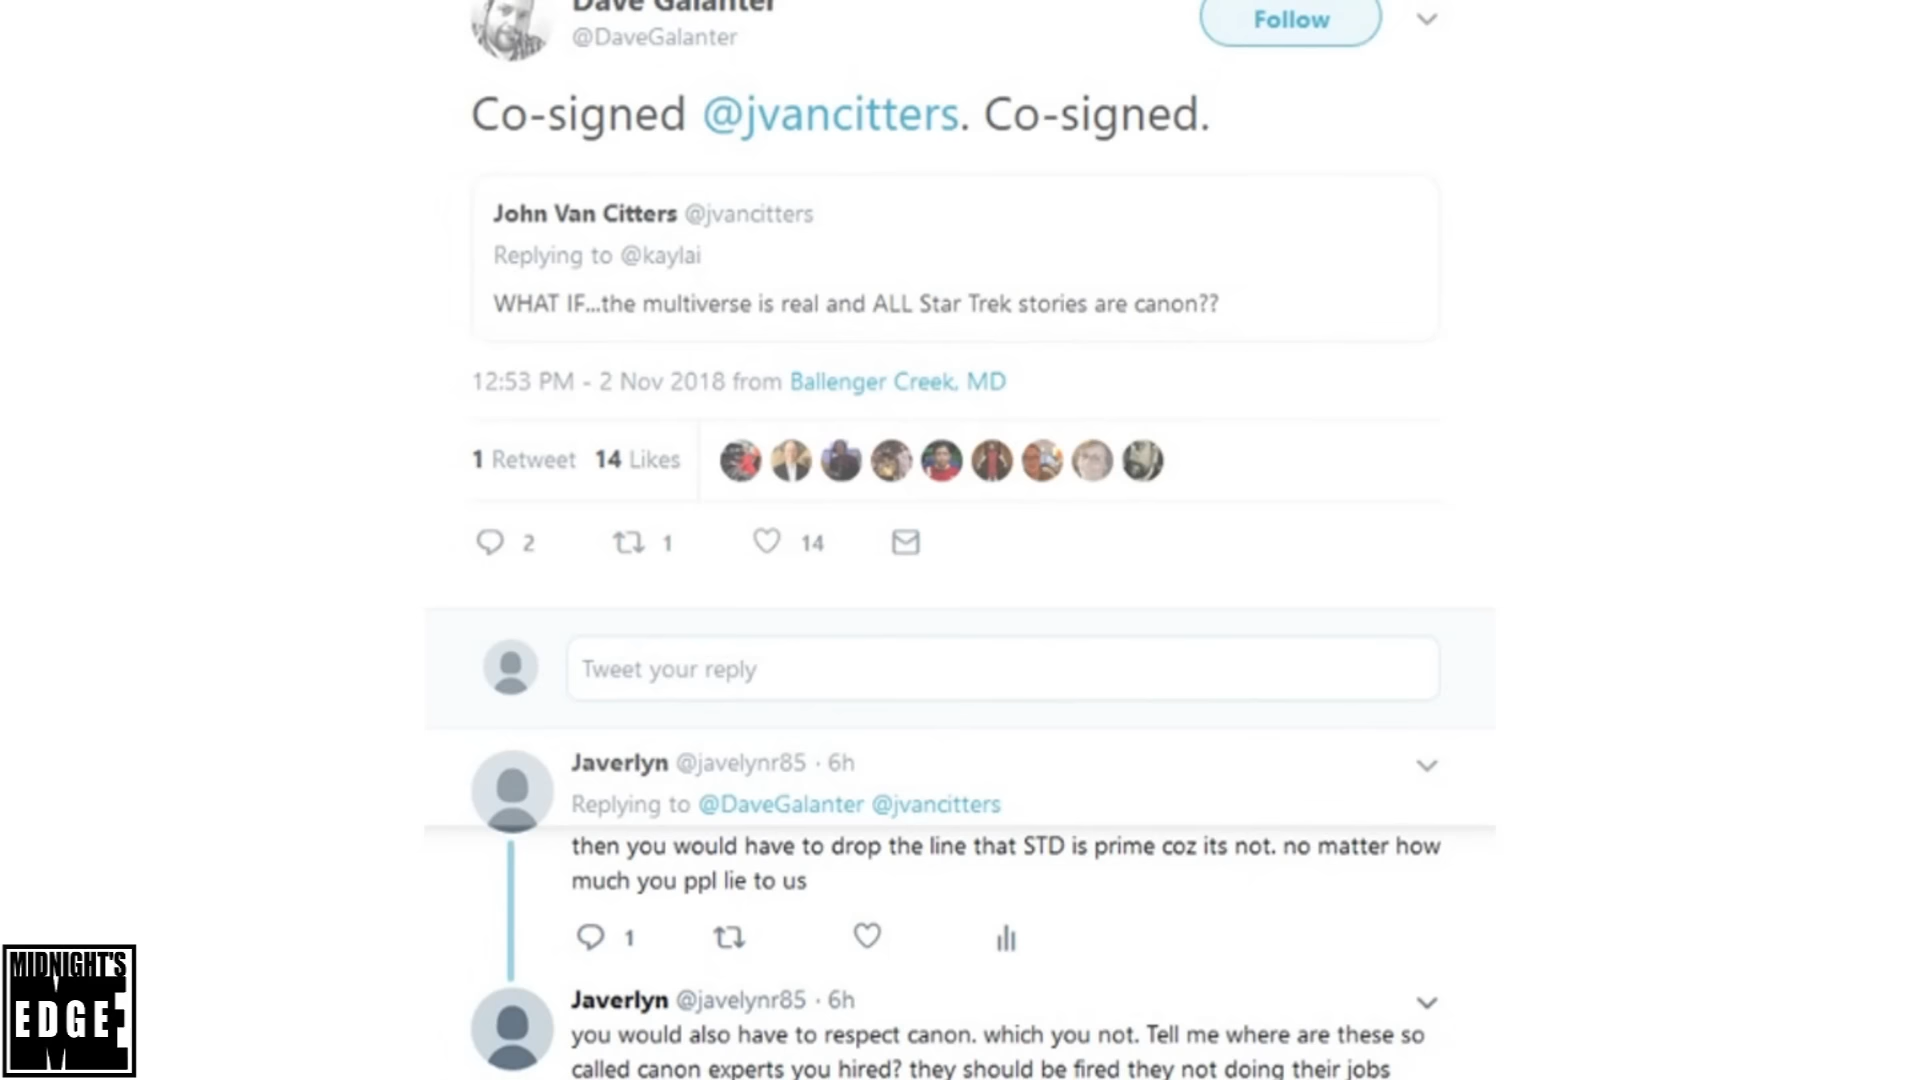 Dave Galanter
@DaveGalanter
Follow
Co-signed @jvancitters. Co-signed.
John Van Citters @jvancitters
Replying to @kaylai
WHAT IF...the multiverse is real and ALL Star Trek stories are canon??
12:53 PM - 2 Nov 2018 from Ballenger Creek, MD
1 Retweet 14 Likes
2 1 14
Tweet your reply
Javerlyn @javelynr85 · 6h
Replying to @DaveGalanter @jvancitters
then you would have to drop the line that STD is prime coz its not. no matter how
much you ppl lie to us
1
Javerlyn @javelynr85 · 6h
you would also have to respect canon. which you not. Tell me where are these so
called canon experts you hired? they should be fired they not doing their jobs
MIDNIGHT'S
EDGE